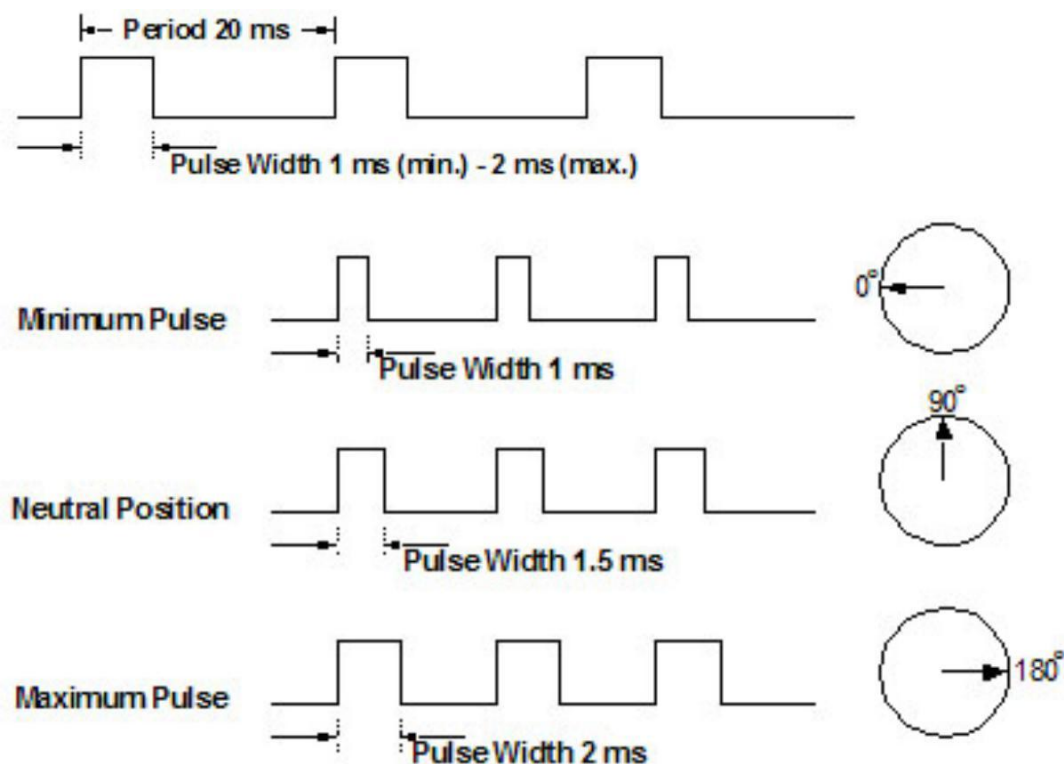 Period 20 ms
Pulse Width 1 ms (min.) - 2 ms (max.)
Minimum Pulse
0°
Pulse Width 1 ms
90°
Neutral Position
Pulse Width 1.5 ms
Maximum Pulse
180°
Pulse Width 2 ms